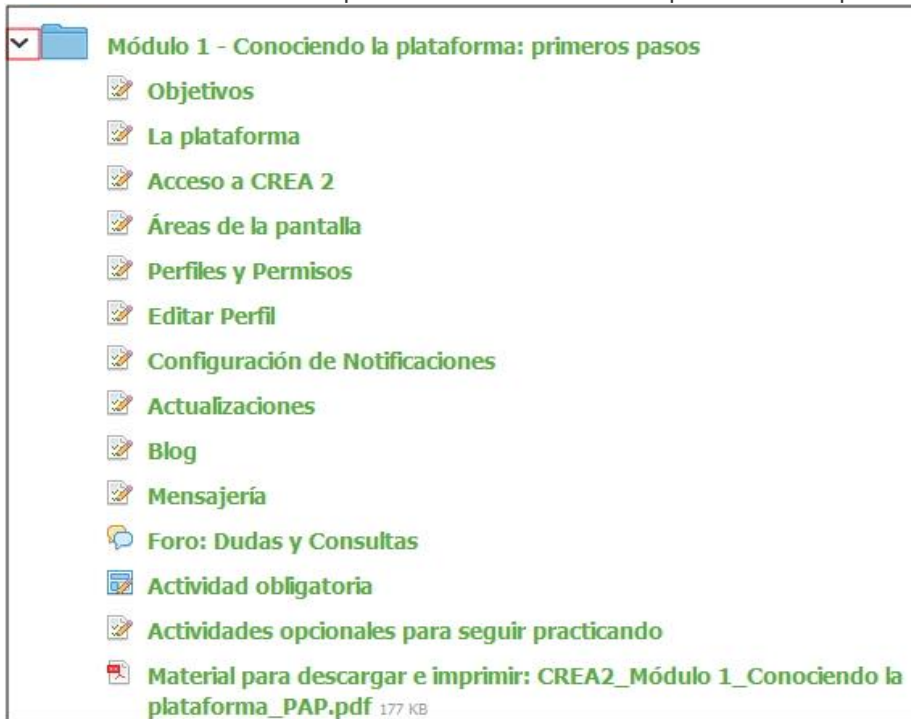 Módulo 1 - Conociendo la plataforma: primeros pasos
Objetivos
La plataforma
Acceso a CREA 2
Áreas de la pantalla
Perfiles y Permisos
Editar Perfil
Configuración de Notificaciones
Actualizaciones
Blog
Mensajería
Foro: Dudas y Consultas
Actividad obligatoria
Actividades opcionales para seguir practicando
Material para descargar e imprimir: CREA2_Módulo 1_Conociendo la
plataforma_PAP.pdf 177 KB